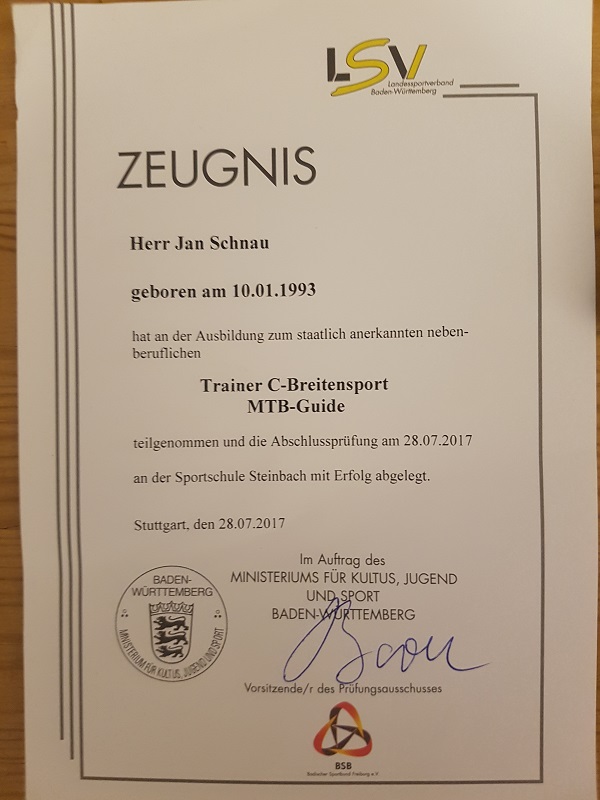 LSV
Landessportverband
Baden-Württemberg
ZEUGNIS
Herr Jan Schnau
geboren am 10.01.1993
hat an der Ausbildung zum staatlich anerkannten neben-
beruflichen
Trainer C-Breitensport
MTB-Guide
teilgenommen und die Abschlussprüfung am 28.07.2017
an der Sportschule Steinbach mit Erfolg abgelegt.
Stuttgart, den 28.07.2017
Im Auftrag des
MINISTERIUMS FÜR KULTUS, JUGEND
UND SPORT
BADEN-WÜRTTEMBERG
BADEN-
WÜRTTEMBERG
MINISTERIUM FÜR KULTUS, JUGEND UND SPORT
Vorsitzende/r des Prüfungsausschusses
BSB
Badischer Sportbund Freiburg e.V.